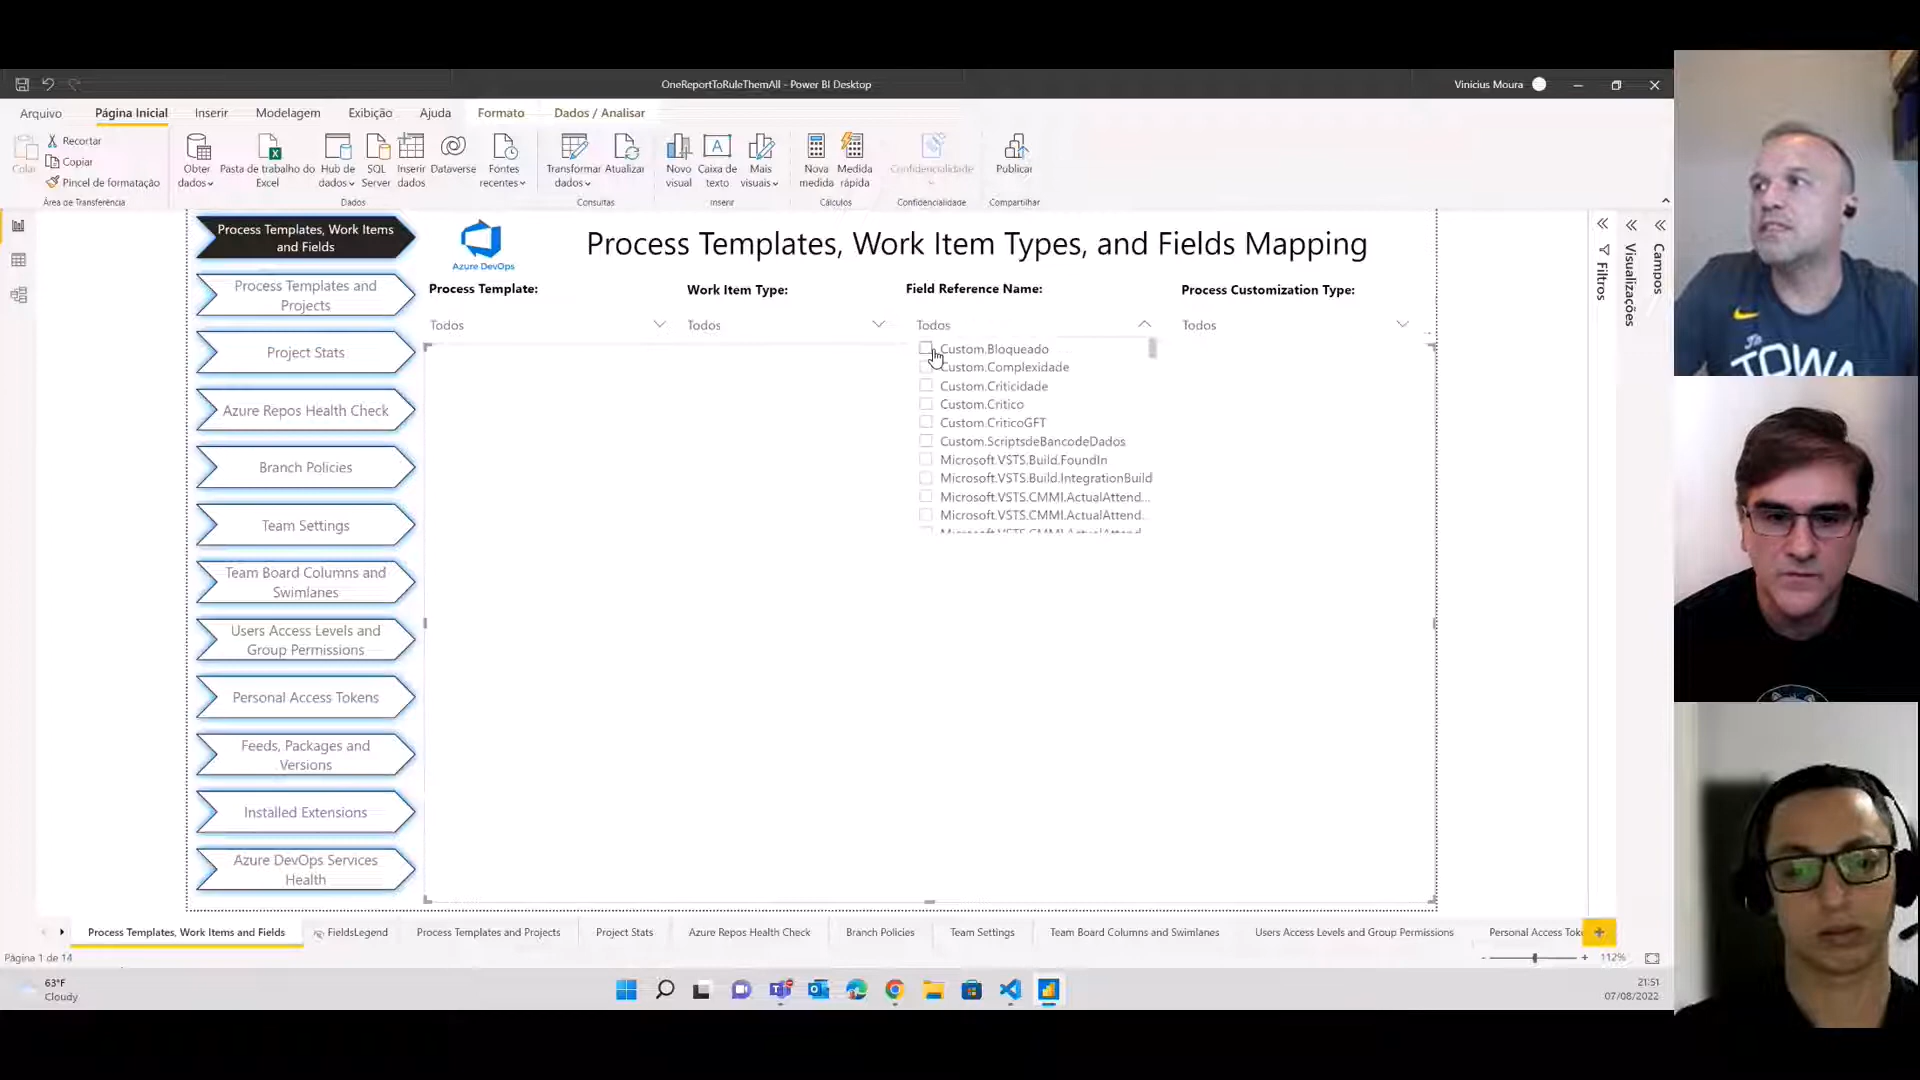 OneReportToRuleThemAll - Power BI Desktop
Vinicius Moura
Arquivo
Página Inicial
Inserir
Modelagem
Exibição
Ajuda
Formato
Dados / Analisar
Recortar
Copiar
Pincel de formatação
Colar
Área de Transferência
Obter
dados
Pasta de trabalho do
Excel
Hub de
dados
SQL
Server
Inserir
dados
Dataverse
Fontes
recentes
Dados
Transformar
dados
Atualizar
Consultas
Novo
visual
Caixa de
texto
Mais
visuais
Inserir
Nova
medida
Medida
rápida
Cálculos
Confidencialidade
Confidencialidade
Publicar
Compartilhar
Process Templates, Work Items
and Fields
Process Templates and
Projects
Project Stats
Azure Repos Health Check
Branch Policies
Team Settings
Team Board Columns and
Swimlanes
Users Access Levels and
Group Permissions
Personal Access Tokens
Feeds, Packages and
Versions
Installed Extensions
Azure DevOps Services
Health
Azure DevOps
Process Templates, Work Item Types, and Fields Mapping
Process Template:
Todos
Work Item Type:
Todos
Field Reference Name:
Todos
Process Customization Type:
Todos
Custom.Bloqueado
Custom.Complexidade
Custom.Criticidade
Custom.Critico
Custom.CriticoGFT
Custom.ScriptsdeBancodeDados
Microsoft.VSTS.Build.FoundIn
Microsoft.VSTS.Build.IntegrationBuild
Microsoft.VSTS.CMMI.ActualAttend...
Microsoft.VSTS.CMMI.ActualAttend...
Microsoft.VSTS.CMMI.ActualAttend
Filtros
Visualizações
Campos
Process Templates, Work Items and Fields
FieldsLegend
Process Templates and Projects
Project Stats
Azure Repos Health Check
Branch Policies
Team Settings
Team Board Columns and Swimlanes
Users Access Levels and Group Permissions
Personal Access Toke
Página 1 de 14
- + 112%
63°F
Cloudy
21:51
07/08/2022